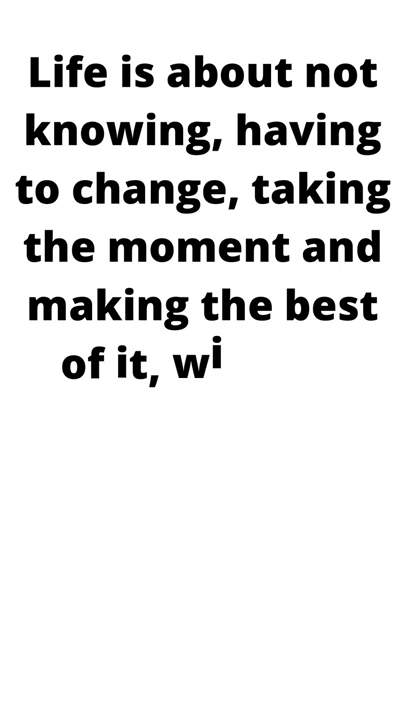 Life is about not
knowing, having
to change, taking
the moment and
making the best
of it, wi